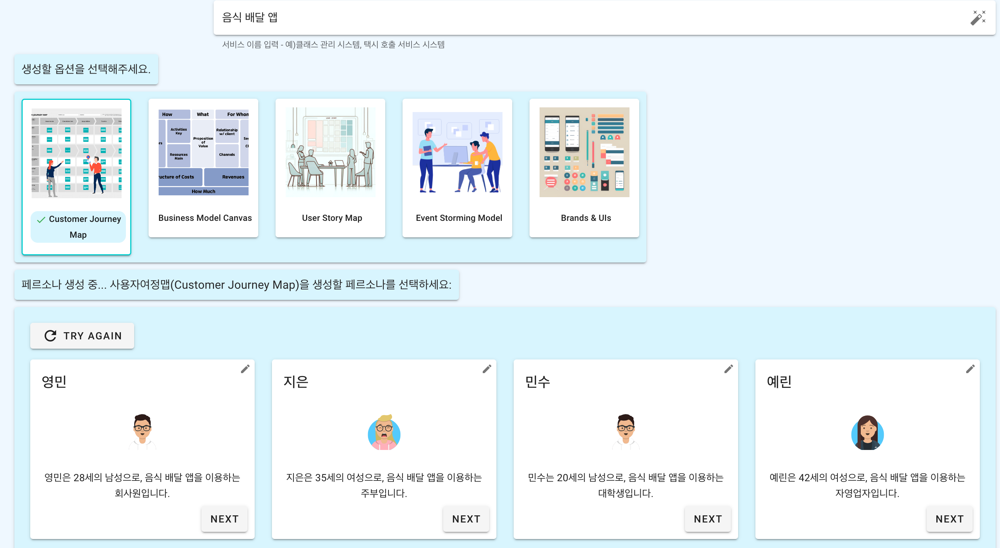 음식 배달 앱
서비스 이름 입력 - 예)클래스 관리 시스템, 택시 호출 서비스 시스템
생성할 옵션을 선택해주세요.
R JOURNEY MAP
Awareness
Consideration
Acquisition
Service
Customer Journey
Map
How
What
For Whom
Activities
Key
Relationship
w/ client
Proposition
of
Value
Resources
Main
Channels
ructure of Costs
Revenues
How Much
Business Model Canvas
USER STORY
User Story Map
Event Storming Model
Brands & UIs
페르소나 생성 중... 사용자여정맵(Customer Journey Map)을 생성할 페르소나를 선택하세요:
TRY AGAIN
영민
영민은 28세의 남성으로, 음식 배달 앱을 이용하는
회사원입니다.
NEXT
지은
지은은 35세의 여성으로, 음식 배달 앱을 이용하는
주부입니다.
NEXT
민수
민수는 20세의 남성으로, 음식 배달 앱을 이용하는
대학생입니다.
NEXT
예린
예린은 42세의 여성으로, 음식 배달 앱을 이용하는
자영업자입니다.
NEXT